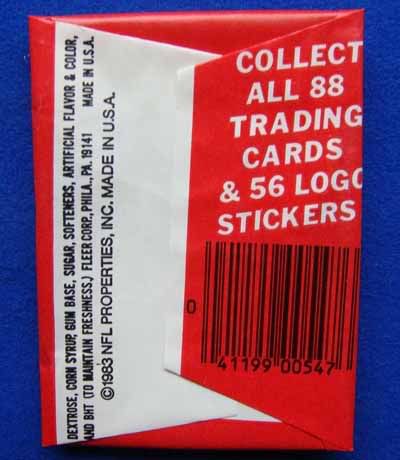 COLLECT
ALL 88
TRADING
CARDS
& 56 LOGO
STICKERS
0
41199 00547
DEXTROSE, CORN SYRUP, GUM BASE, SUGAR, SOFTENERS, ARTIFICIAL FLAVOR & COLOR,
AND BHT (TO MAINTAIN FRESHNESS.) FLEER CORP., PHILA., PA. 19141 MADE IN U.S.A.
©1983 NFL PROPERTIES, INC. MADE IN U.S.A.